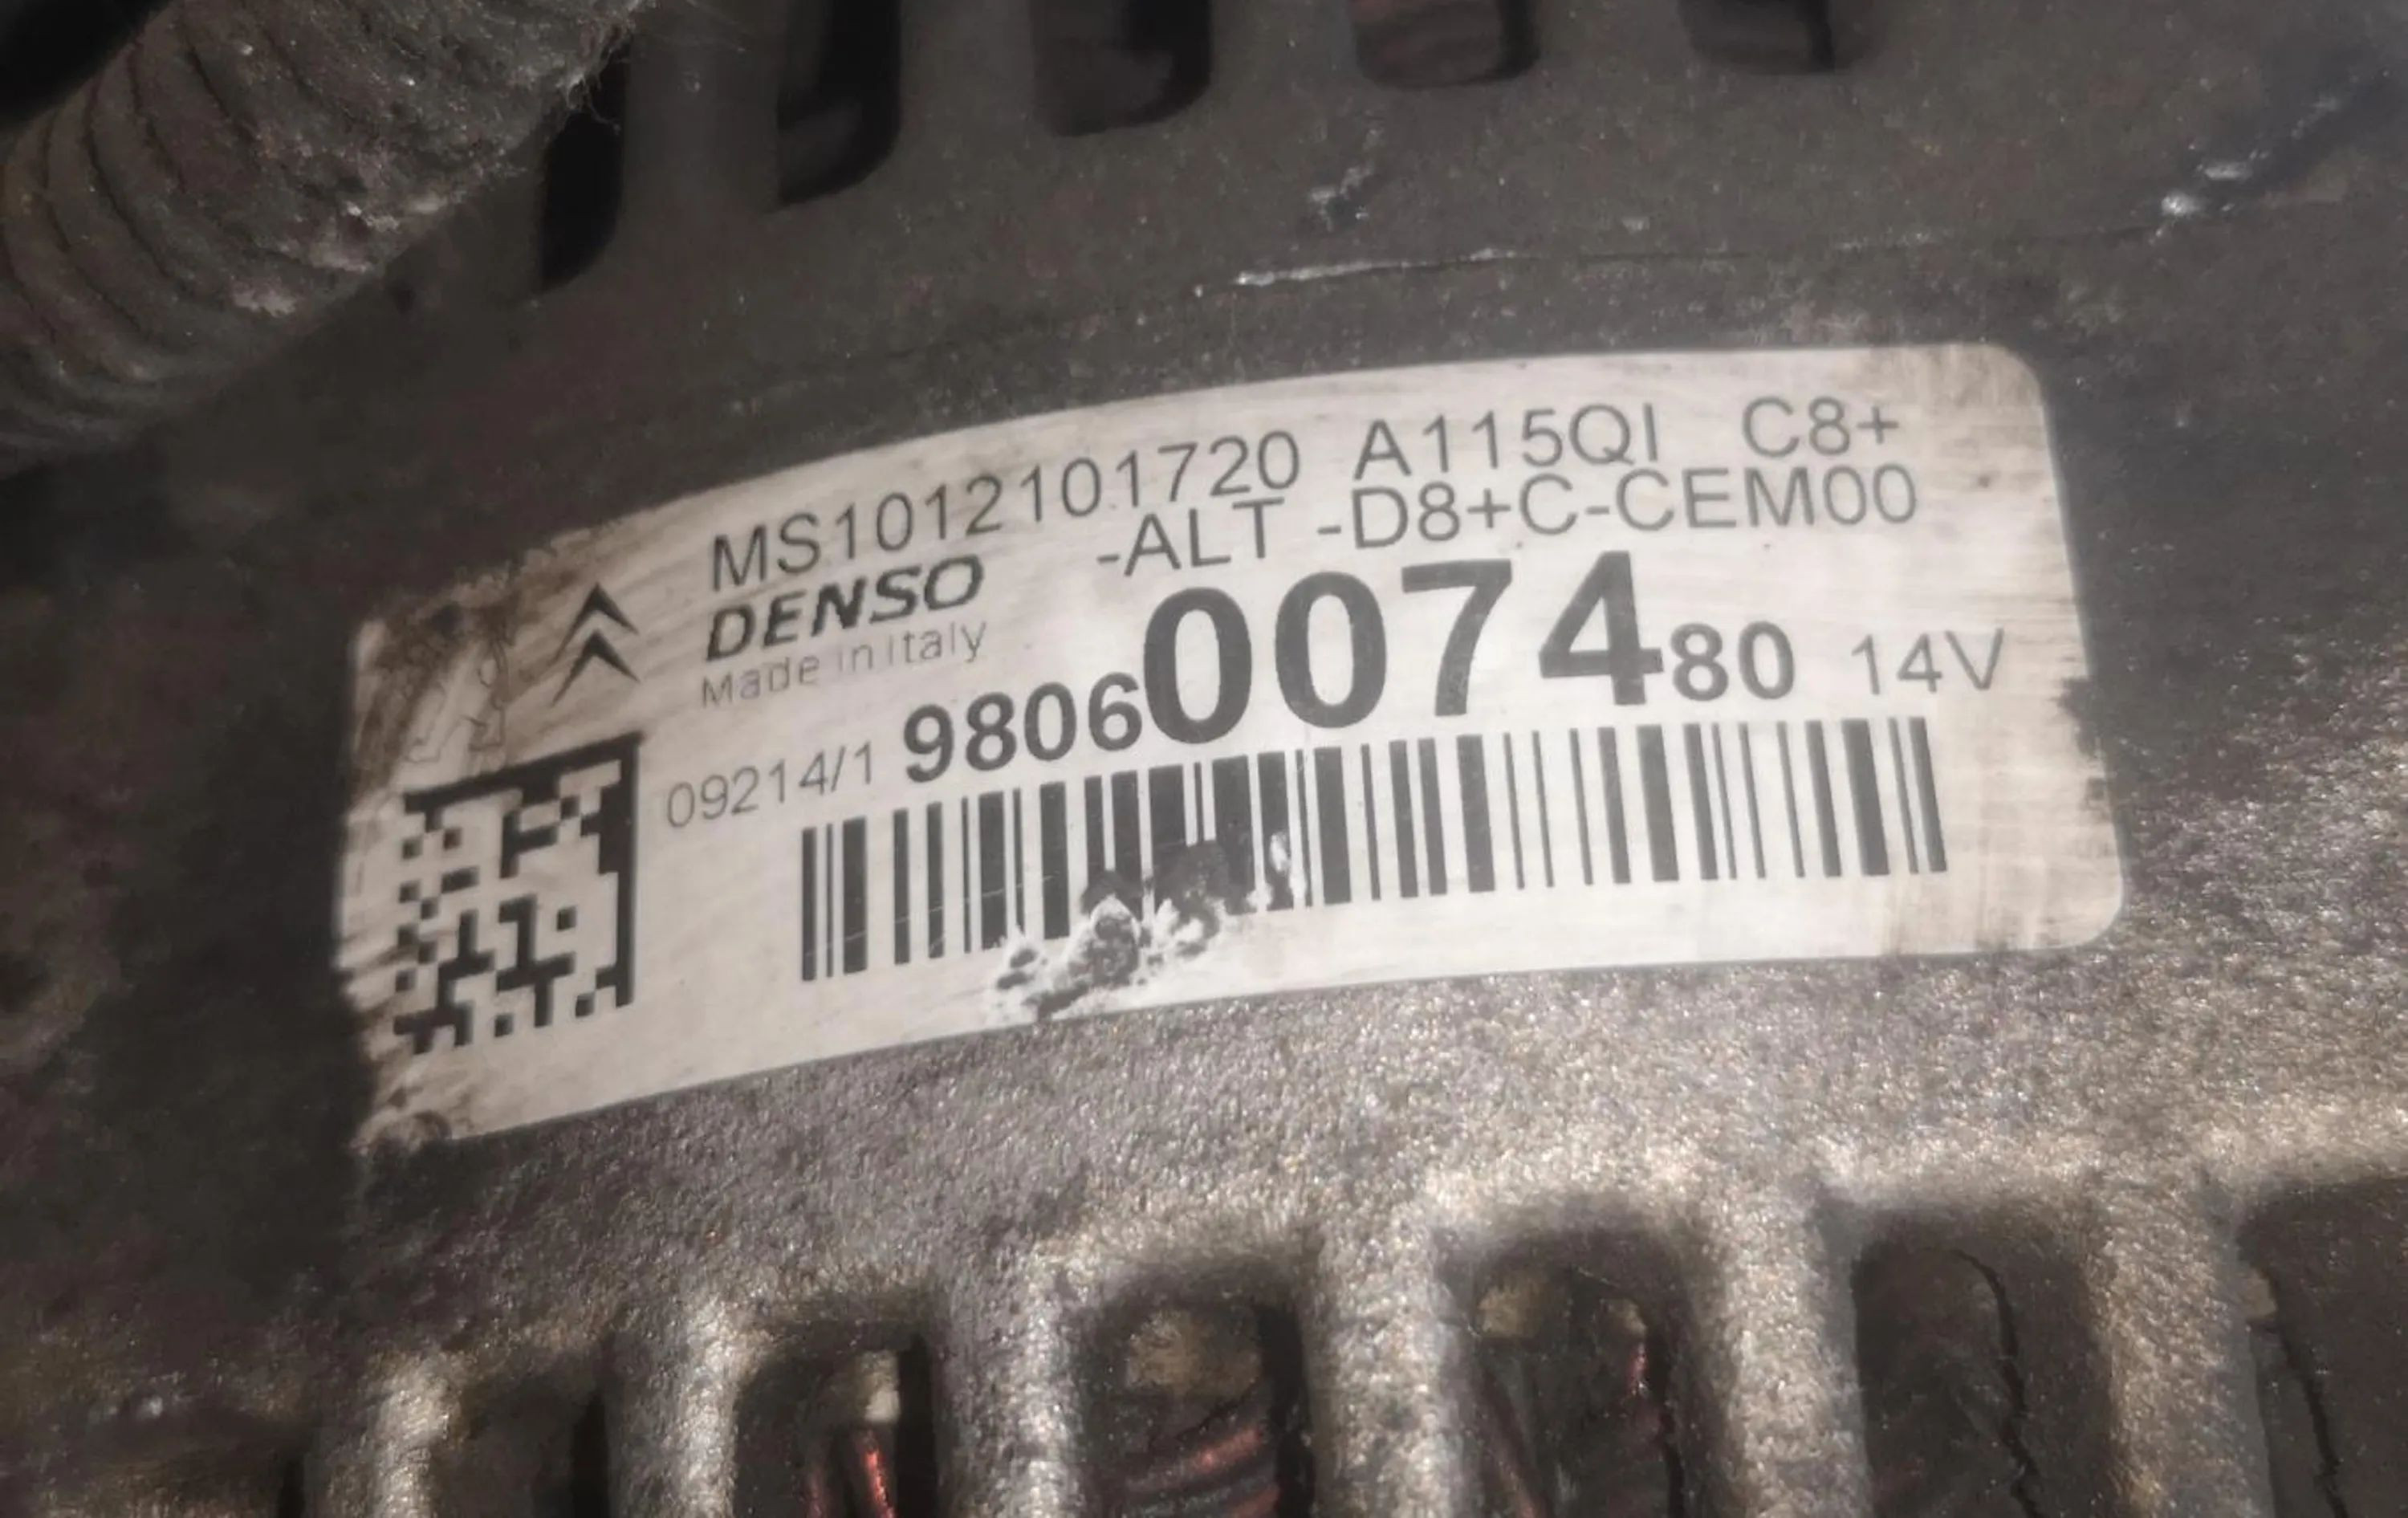 MS1012101720 A115QI C8+
DENSO -ALT -D8+C-CEM00
Made in Italy
09214/1 9806007480 14V